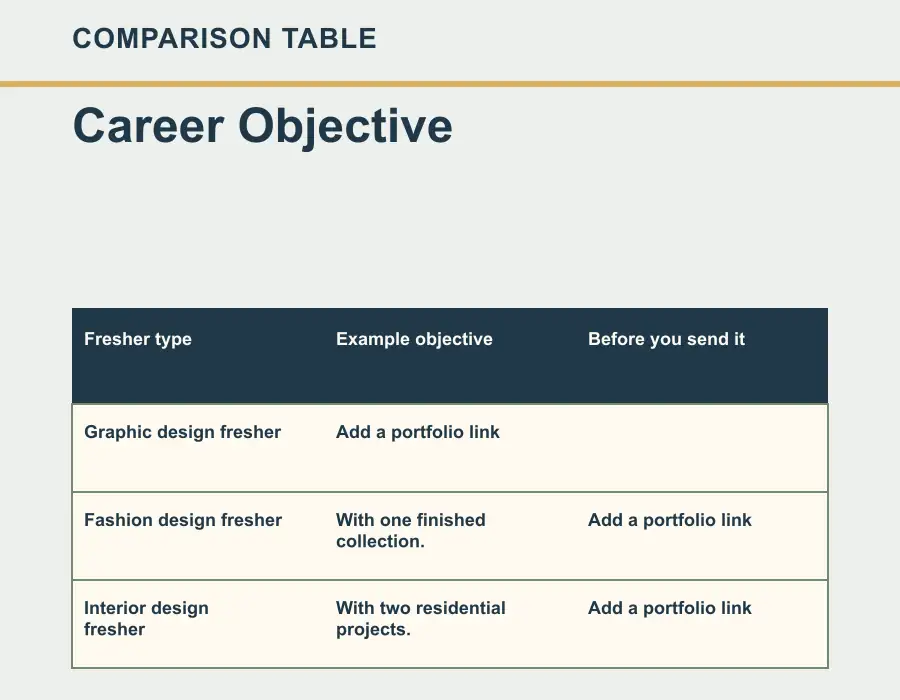 COMPARISON TABLE
Career Objective
Fresher type Example objective Before you send it
Graphic design fresher Add a portfolio link
Fashion design fresher With one finished collection. Add a portfolio link
Interior design fresher With two residential projects. Add a portfolio link